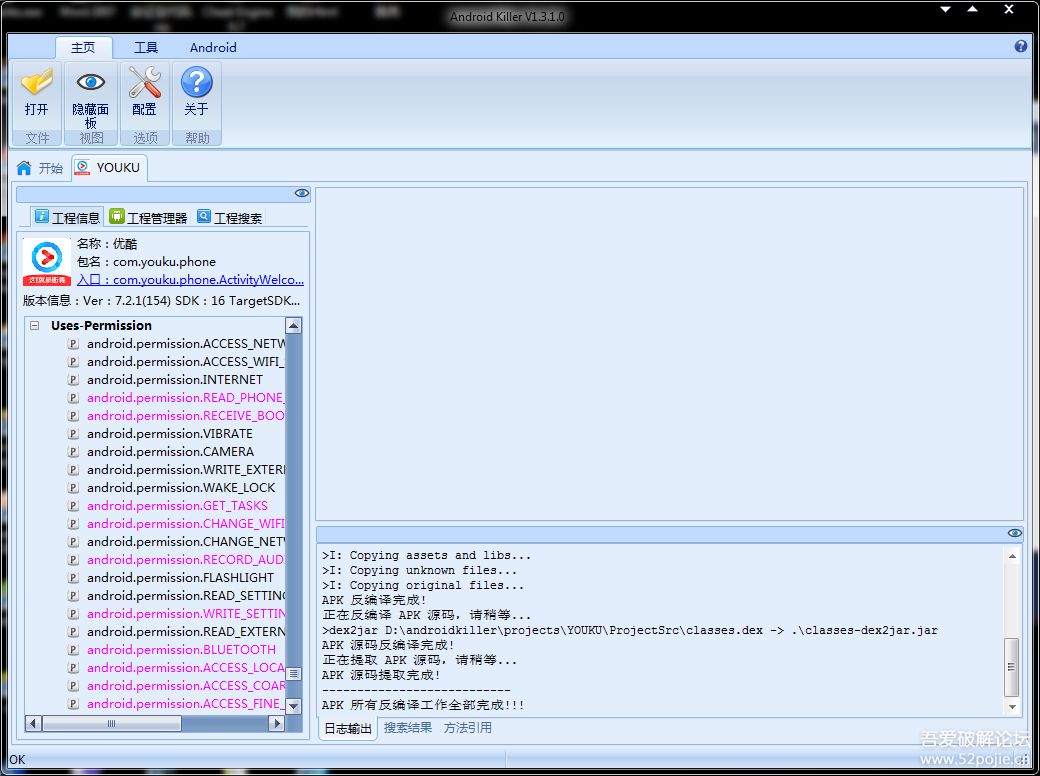 Android Killer V1.3.1.0
主页 工具 Android
打开 隐藏面板 配置 关于
文件 视图 选项 帮助
开始 YOUKU
工程信息 工程管理器 工程搜索
名称：优酷
包名：com.youku.phone
入口：com.youku.phone.ActivityWelco...
版本信息：Ver：7.2.1(154) SDK：16 TargetSDK...
Uses-Permission
android.permission.ACCESS_NETW
android.permission.ACCESS_WIFI_
android.permission.INTERNET
android.permission.READ_PHONE_
android.permission.RECEIVE_BOO
android.permission.VIBRATE
android.permission.CAMERA
android.permission.WRITE_EXTERN
android.permission.WAKE_LOCK
android.permission.GET_TASKS
android.permission.CHANGE_WIFI
android.permission.CHANGE_NETW
android.permission.RECORD_AUD
android.permission.FLASHLIGHT
android.permission.READ_SETTING
android.permission.WRITE_SETTIN
android.permission.READ_EXTERN
android.permission.BLUETOOTH
android.permission.ACCESS_LOCA
android.permission.ACCESS_COAR
android.permission.ACCESS_FINE_
>I: Copying assets and libs...
>I: Copying unknown files...
>I: Copying original files...
APK 反编译完成!
正在反编译 APK 源码，请稍等...
>dex2jar D:\androidkiller\projects\YOUKU\ProjectSrc\classes.dex -> .\classes-dex2jar.jar
APK 源码反编译完成!
正在提取 APK 源码，请稍等...
APK 源码提取完成!
---------------------------
APK 所有反编译工作全部完成!!!
日志输出 搜索结果 方法引用
OK
吾爱破解论坛
www.52pojie.cn